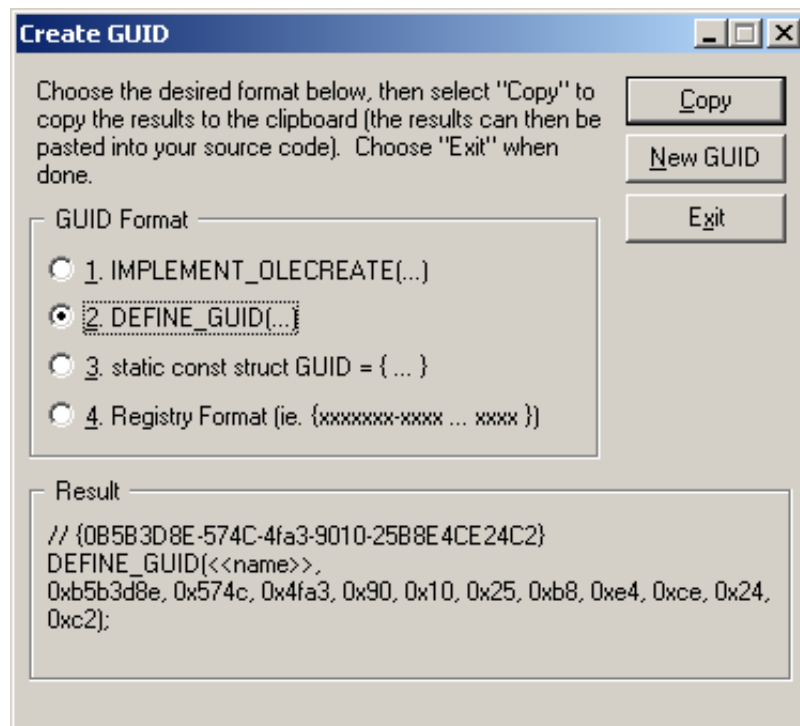 Create GUID
Choose the desired format below, then select "Copy" to
copy the results to the clipboard (the results can then be
pasted into your source code).  Choose "Exit" when
done.
Copy
New GUID
Exit
GUID Format
1. IMPLEMENT_OLECREATE(...)
2. DEFINE_GUID(...)
3. static const struct GUID = { ... }
4. Registry Format (ie. {xxxxxxx-xxxx ... xxxx })
Result
// {0B5B3D8E-574C-4fa3-9010-25B8E4CE24C2}
DEFINE_GUID(<<name>>,
0xb5b3d8e, 0x574c, 0x4fa3, 0x90, 0x10, 0x25, 0xb8, 0xe4, 0xce, 0x24,
0xc2);